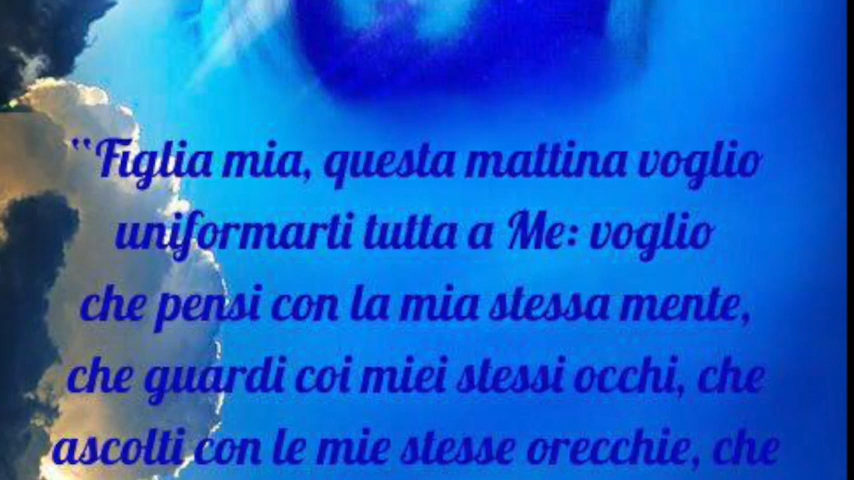 “Figlia mia, questa mattina voglio
uniformarti tutta a Me: voglio
che pensi con la mia stessa mente,
che guardi coi miei stessi occhi, che
ascolti con le mie stesse orecchie, che